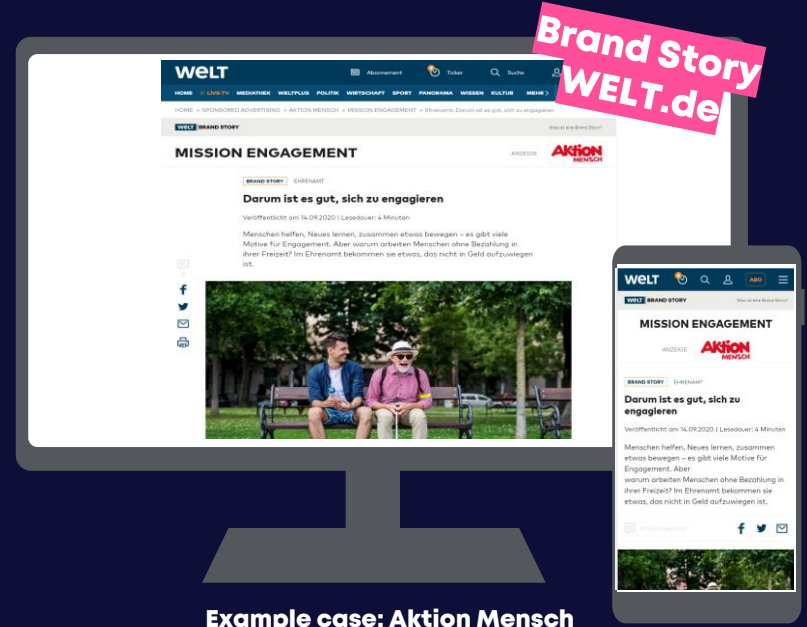 Brand Story
WELT.de
WELT
Abonnement
Ticker
Suche
HOME LIVE-TV MEDIATHEK WELTPLUS POLITIK WIRTSCHAFT SPORT PANORAMA WISSEN KULTUR MEHR >
HOME > SPONSORED ADVERTISING > AKTION MENSCH > MISSION ENGAGEMENT > Ehrenamt: Darum ist es gut, sich zu engagieren
WELT BRAND STORY
Was ist eine Brand Story?
MISSION ENGAGEMENT
ANZEIGE
AKTION
MENSCH
BRAND STORY EHRENAMT
Darum ist es gut, sich zu engagieren
Veröffentlicht am 14.09.2020 | Lesedauer: 4 Minuten
Menschen helfen, Neues lernen, zusammen etwas bewegen – es gibt viele
Motive für Engagement. Aber warum arbeiten Menschen ohne Bezahlung in
ihrer Freizeit? Im Ehrenamt bekommen sie etwas, das nicht in Geld aufzuwiegen
ist.
WELT
ABO
WELT BRAND STORY
Was ist eine Brand Story?
MISSION ENGAGEMENT
ANZEIGE
AKTION
MENSCH
BRAND STORY EHRENAMT
Darum ist es gut, sich zu
engagieren
Veröffentlicht am 14.09.2020 | Lesedauer: 4 Minuten
Menschen helfen, Neues lernen, zusammen
etwas bewegen – es gibt viele Motive für
Engagement. Aber
warum arbeiten Menschen ohne Bezahlung in
ihrer Freizeit? Im Ehrenamt bekommen sie
etwas, das nicht in Geld aufzuwiegen ist.
Example case: Aktion Mensch